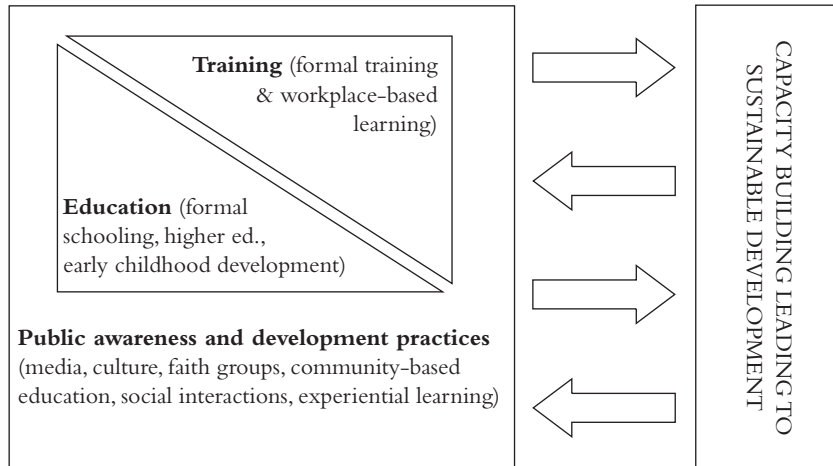 Training (formal training
& workplace-based
learning)
Education (formal
schooling, higher ed.,
early childhood development)
Public awareness and development practices
(media, culture, faith groups, community-based
education, social interactions, experiential learning)
CAPACITY BUILDING LEADING TO
SUSTAINABLE DEVELOPMENT